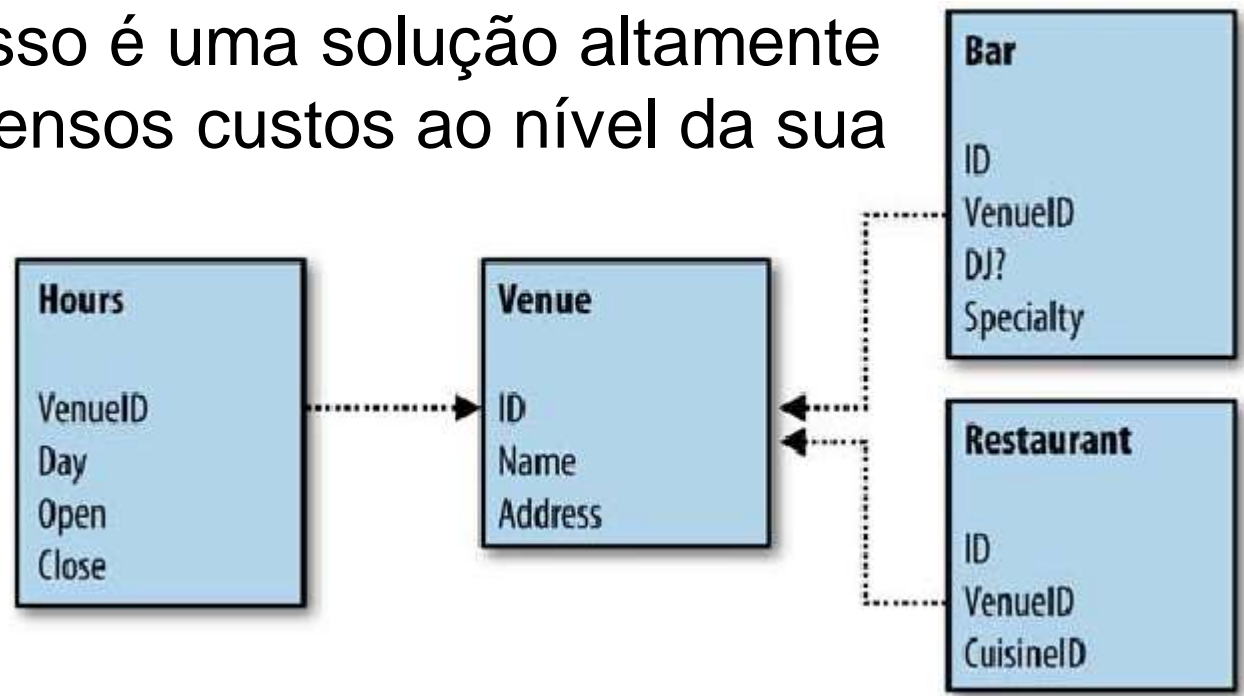 sso é uma solução altamente
ensos custos ao nível da sua
Hours
VenueID
Day
Open
Close
Venue
ID
Name
Address
Bar
ID
VenueID
DJ?
Specialty
Restaurant
ID
VenueID
CuisineID